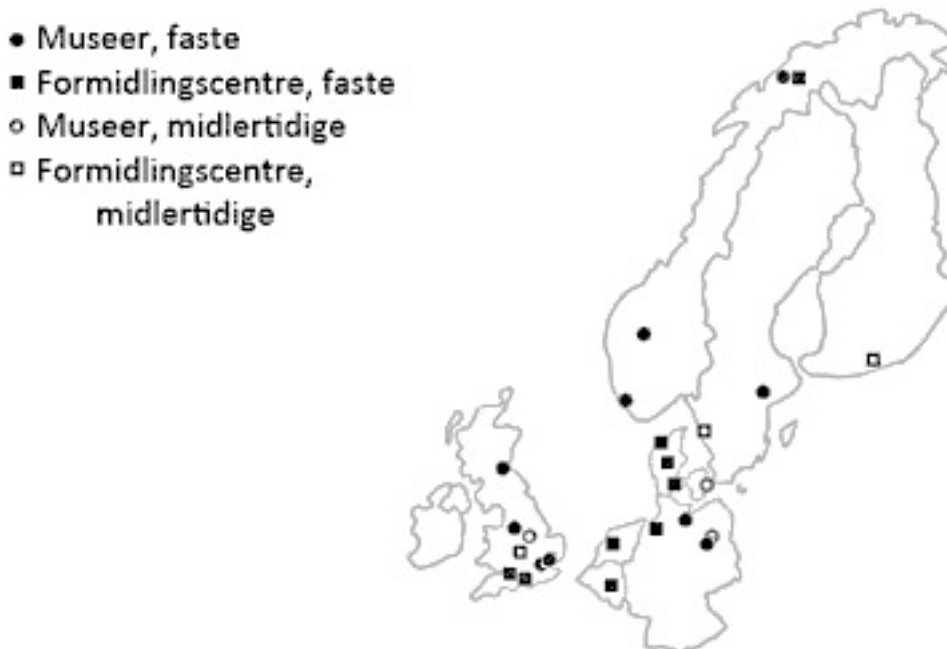 Museer, faste
Formidlingscentre, faste
Museer, midlertidige
Formidlingscentre,
midlertidige